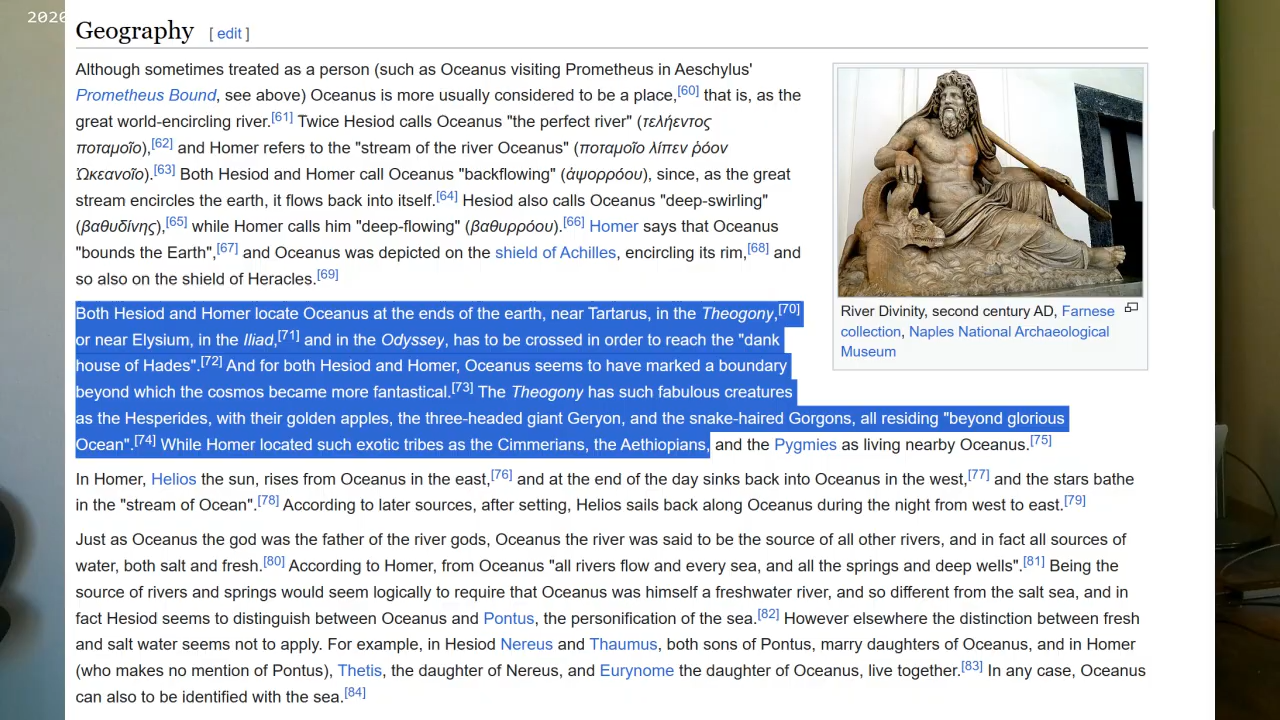 2020
Geography [ edit ]
Although sometimes treated as a person (such as Oceanus visiting Prometheus in Aeschylus'
Prometheus Bound, see above) Oceanus is more usually considered to be a place,[60] that is, as the
great world-encircling river.[61] Twice Hesiod calls Oceanus "the perfect river" (τελήεντος
ποταμοῖο),[62] and Homer refers to the "stream of the river Oceanus" (ποταμοῖο λίπεν ῥόον
Ὠκεανοῖο).[63] Both Hesiod and Homer call Oceanus "backflowing" (ἀψορρόου), since, as the great
stream encircles the earth, it flows back into itself.[64] Hesiod also calls Oceanus "deep-swirling"
(βαθυδίνης),[65] while Homer calls him "deep-flowing" (βαθυρρόου).[66] Homer says that Oceanus
"bounds the Earth",[67] and Oceanus was depicted on the shield of Achilles, encircling its rim,[68] and
so also on the shield of Heracles.[69]
River Divinity, second century AD, Farnese
collection, Naples National Archaeological
Museum
Both Hesiod and Homer locate Oceanus at the ends of the earth, near Tartarus, in the Theogony,[70]
or near Elysium, in the Iliad,[71] and in the Odyssey, has to be crossed in order to reach the "dank
house of Hades".[72] And for both Hesiod and Homer, Oceanus seems to have marked a boundary
beyond which the cosmos became more fantastical.[73] The Theogony has such fabulous creatures
as the Hesperides, with their golden apples, the three-headed giant Geryon, and the snake-haired Gorgons, all residing "beyond glorious
Ocean".[74] While Homer located such exotic tribes as the Cimmerians, the Aethiopians, and the Pygmies as living nearby Oceanus.[75]
In Homer, Helios the sun, rises from Oceanus in the east,[76] and at the end of the day sinks back into Oceanus in the west,[77] and the stars bathe
in the "stream of Ocean".[78] According to later sources, after setting, Helios sails back along Oceanus during the night from west to east.[79]
Just as Oceanus the god was the father of the river gods, Oceanus the river was said to be the source of all other rivers, and in fact all sources of
water, both salt and fresh.[80] According to Homer, from Oceanus "all rivers flow and every sea, and all the springs and deep wells".[81] Being the
source of rivers and springs would seem logically to require that Oceanus was himself a freshwater river, and so different from the salt sea, and in
fact Hesiod seems to distinguish between Oceanus and Pontus, the personification of the sea.[82] However elsewhere the distinction between fresh
and salt water seems not to apply. For example, in Hesiod Nereus and Thaumus, both sons of Pontus, marry daughters of Oceanus, and in Homer
(who makes no mention of Pontus), Thetis, the daughter of Nereus, and Eurynome the daughter of Oceanus, live together.[83] In any case, Oceanus
can also to be identified with the sea.[84]